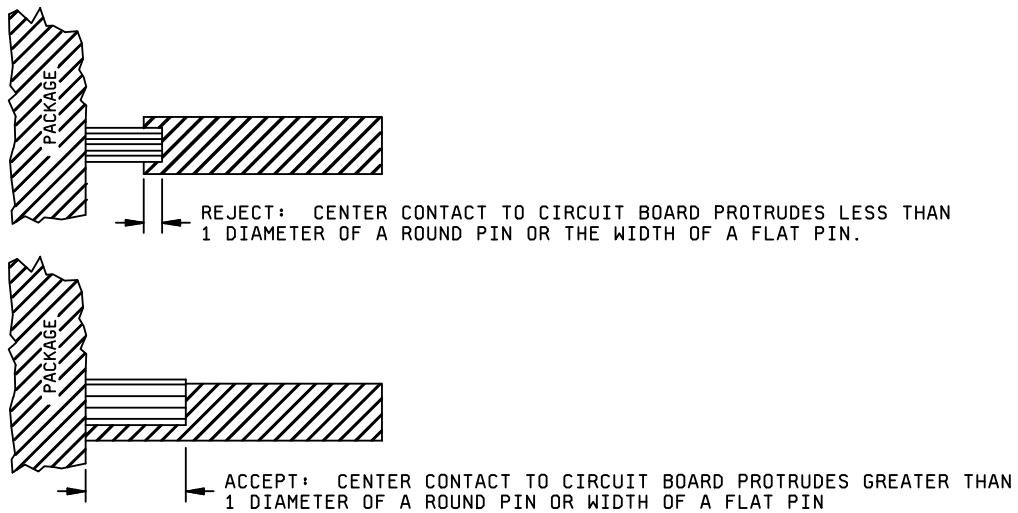 PACKAGE
REJECT: CENTER CONTACT TO CIRCUIT BOARD PROTRUDES LESS THAN
1 DIAMETER OF A ROUND PIN OR THE WIDTH OF A FLAT PIN.
PACKAGE
ACCEPT: CENTER CONTACT TO CIRCUIT BOARD PROTRUDES GREATER THAN
1 DIAMETER OF A ROUND PIN OR WIDTH OF A FLAT PIN